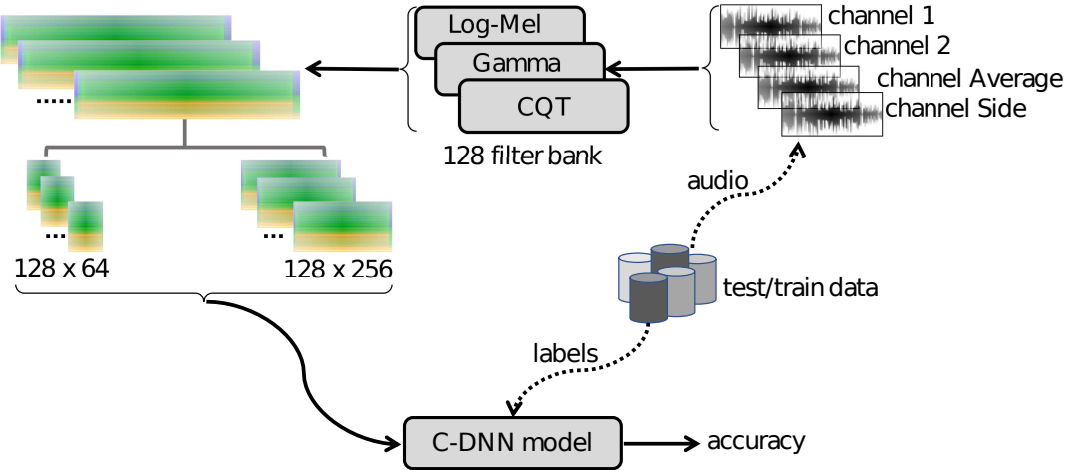 Log-Mel
Gamma
CQT
128 filter bank
channel 1
channel 2
channel Average
channel Side
audio
test/train data
labels
128 x 64
128 x 256
C-DNN model
accuracy